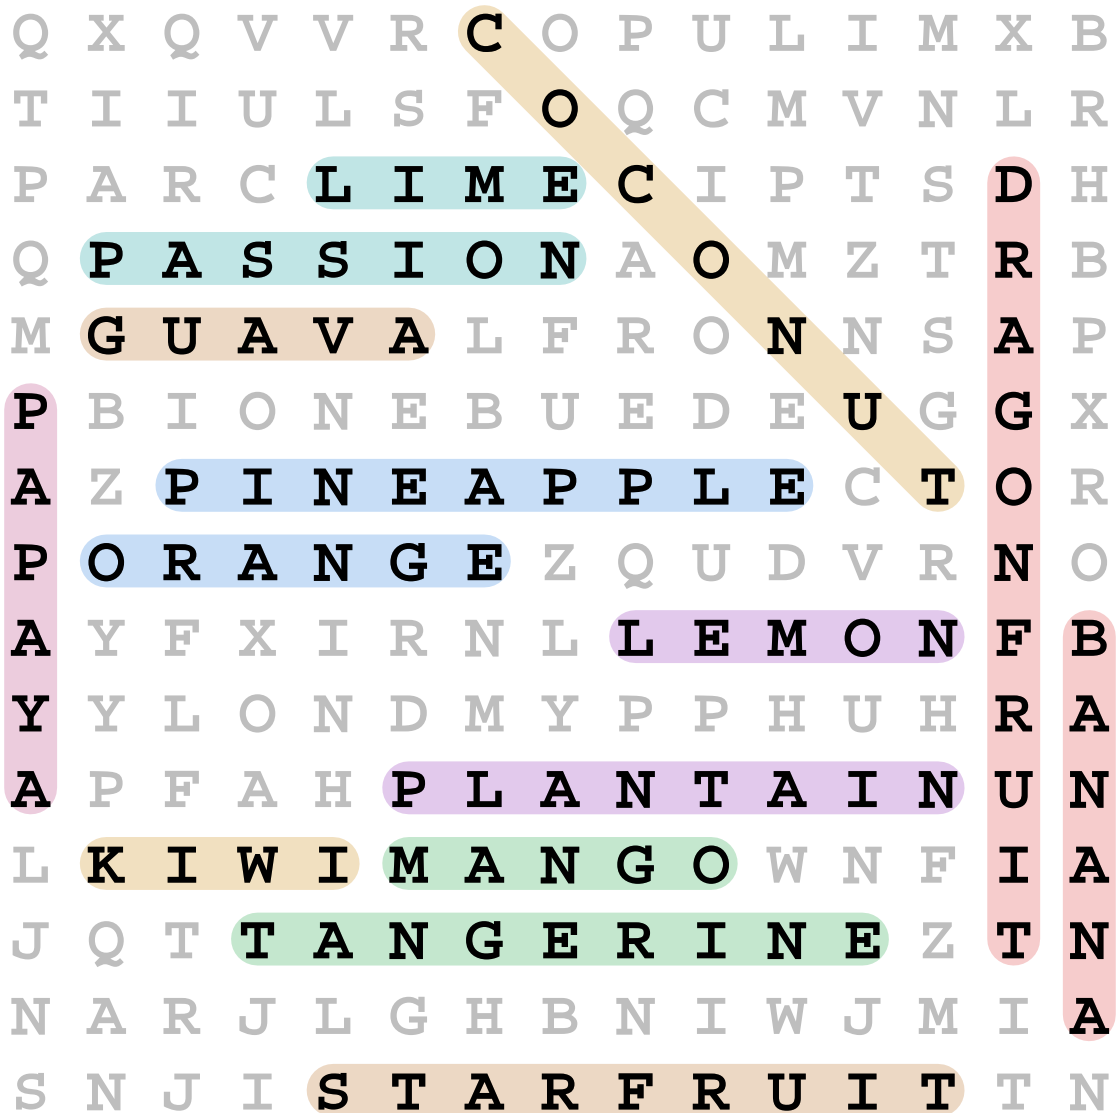 Q X Q V V R C O P U L I M X B
T I I U L S F O Q C M V N L R
P A R C L I M E C I P T S D H
Q P A S S I O N A O M Z T R B
M G U A V A L F R O N N S A P
P B I O N E B U E D E U G G X
A Z P I N E A P P L E C T O R
P O R A N G E Z Q U D V R N O
A Y F X I R N L L E M O N F B
Y Y L O N D M Y P P H U H R A
A P F A H P L A N T A I N U N
L K I W I M A N G O W N F I A
J Q T T A N G E R I N E Z T N
N A R J L G H B N I W J M I A
S N J I S T A R F R U I T T N